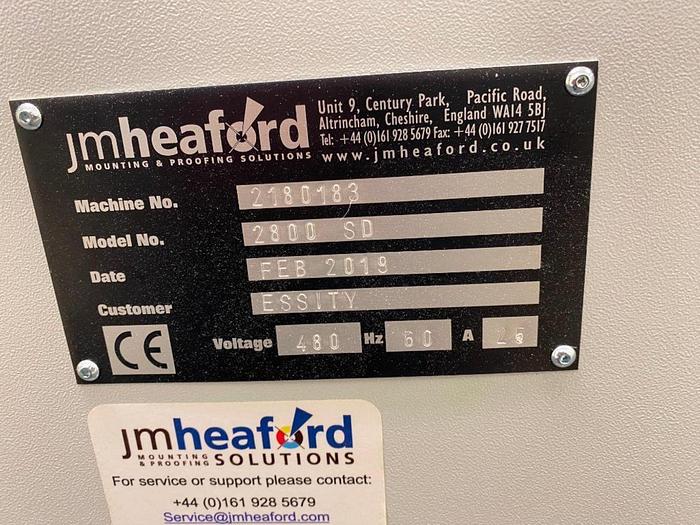 jmheaford
MOUNTING & PROOFING SOLUTIONS
Unit 9, Century Park, Pacific Road,
Altrincham, Cheshire, England WA14 5BJ
Tel: +44 (0)161 928 5679 Fax: +44 (0)161 927 7517
www.jmheaford.co.uk
Machine No. 2180183
Model No. 2800 SD
Date FEB 2018
Customer ESSITY
CE Voltage 480 Hz 60 A 25
jmheaford
MOUNTING & PROOFING SOLUTIONS
For service or support please contact:
+44 (0)161 928 5679
Service@jmheaford.com